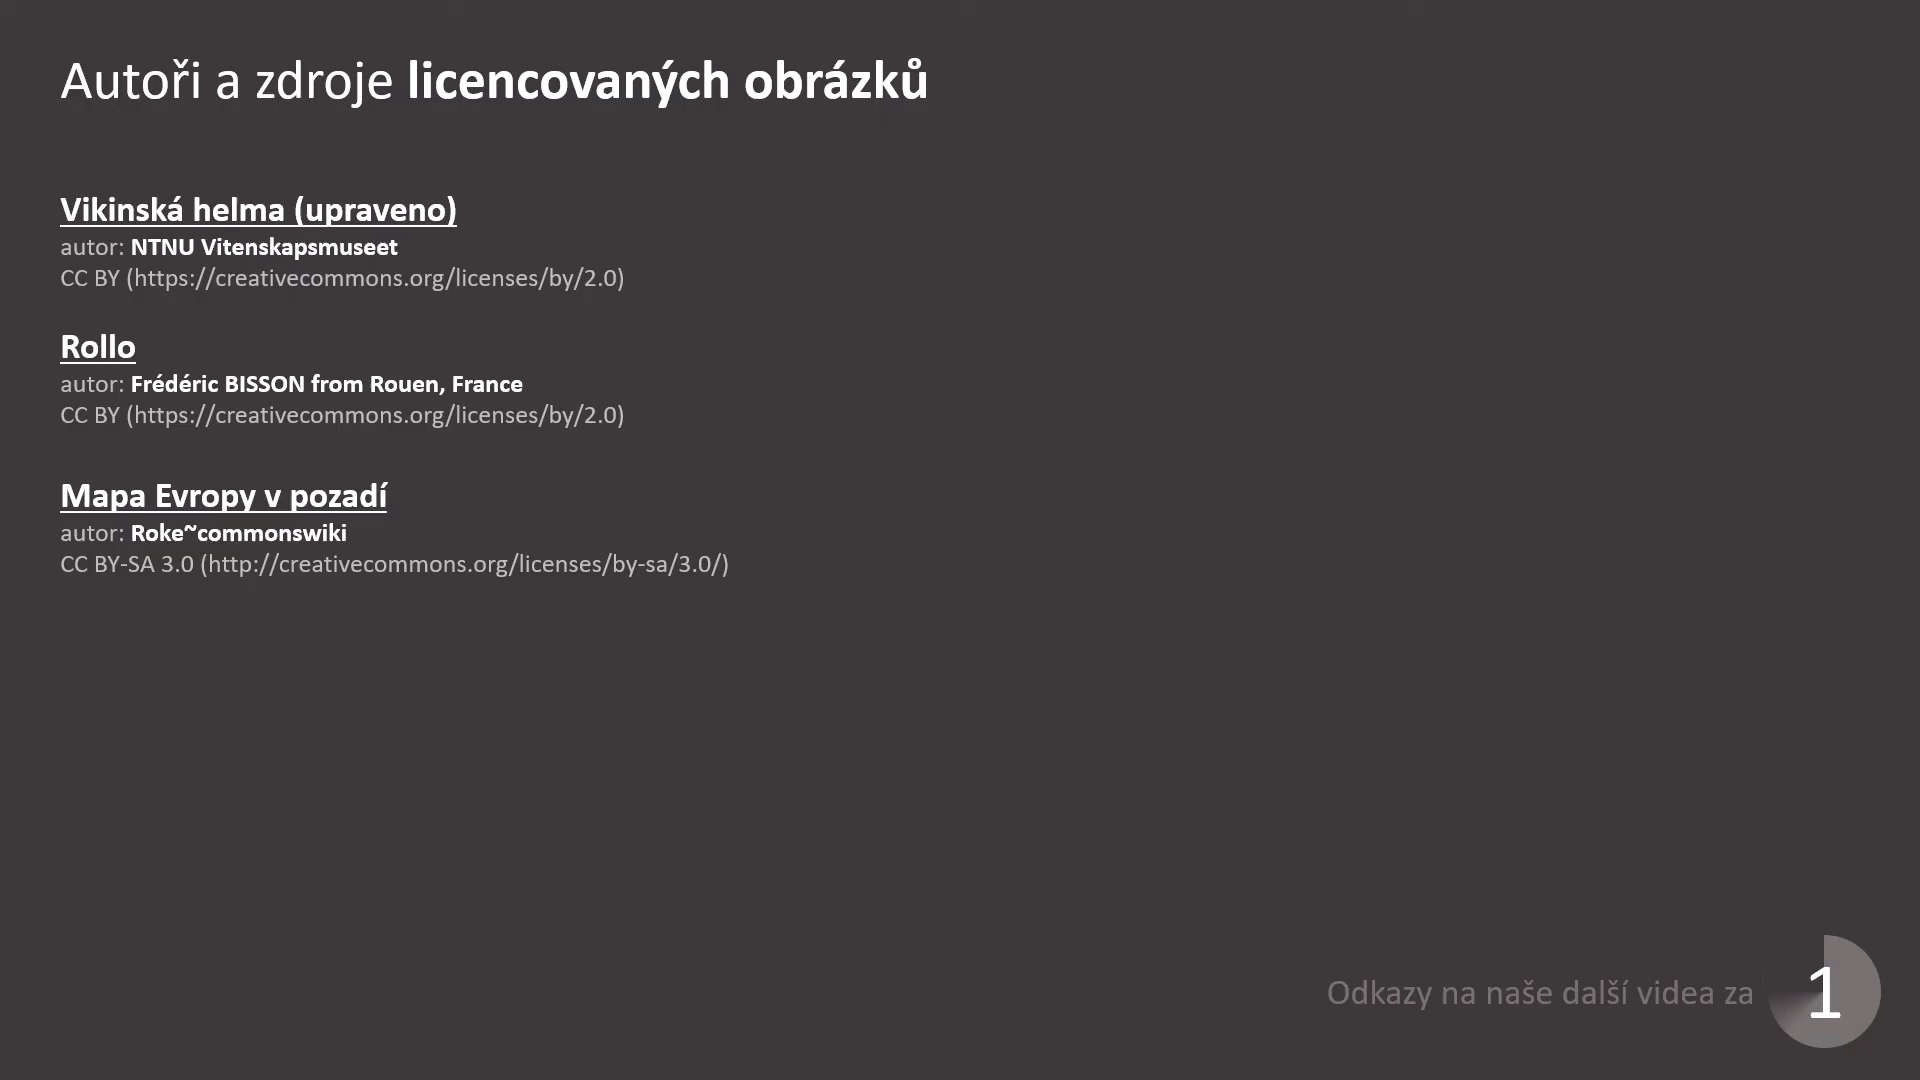 Autoři a zdroje licencovaných obrázků
Vikinská helma (upraveno)
autor: NTNU Vitenskapsmuseet
CC BY (https://creativecommons.org/licenses/by/2.0)
Rollo
autor: Frédéric BISSON from Rouen, France
CC BY (https://creativecommons.org/licenses/by/2.0)
Mapa Evropy v pozadí
autor: Roke~commonswiki
CC BY-SA 3.0 (http://creativecommons.org/licenses/by-sa/3.0/)
Odkazy na naše další videa za 1